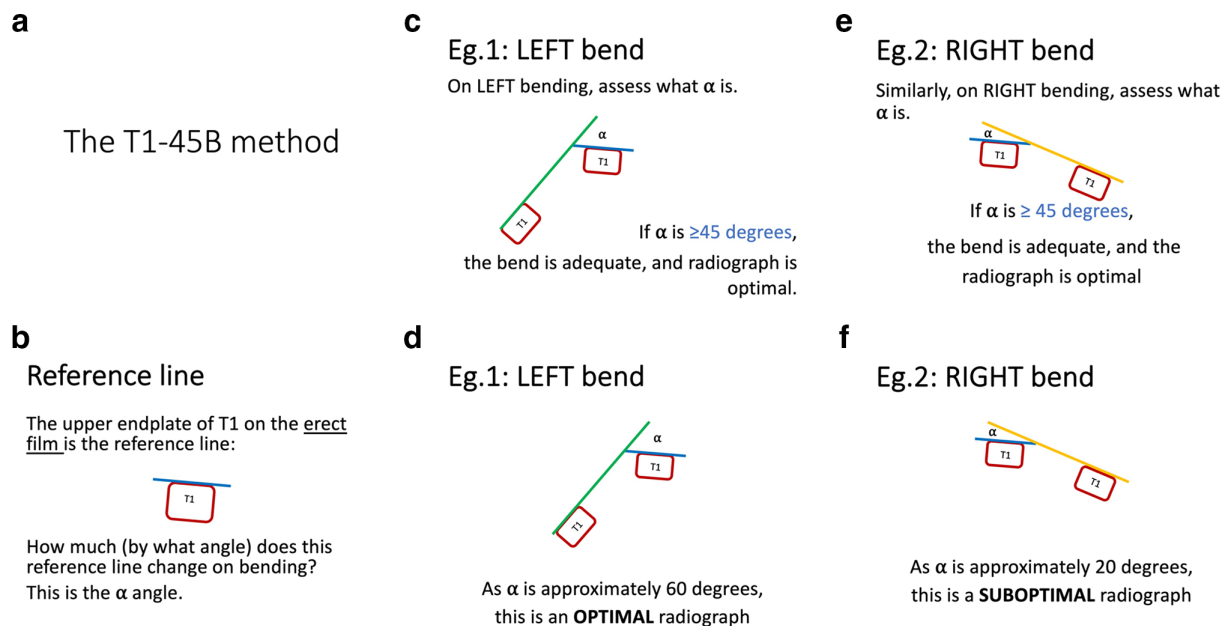 a
The T1-45B method
b
Reference line
The upper endplate of T1 on the erect
film is the reference line:
T1
How much (by what angle) does this
reference line change on bending?
This is the α angle.
c
Eg.1: LEFT bend
On LEFT bending, assess what α is.
α
T1
T1
If α is ≥45 degrees,
the bend is adequate, and radiograph is
optimal.
d
Eg.1: LEFT bend
α
T1
T1
As α is approximately 60 degrees,
this is an OPTIMAL radiograph
e
Eg.2: RIGHT bend
Similarly, on RIGHT bending, assess what
α is.
α
T1
T1
If α is ≥ 45 degrees,
the bend is adequate, and the
radiograph is optimal
f
Eg.2: RIGHT bend
α
T1
T1
As α is approximately 20 degrees,
this is a SUBOPTIMAL radiograph